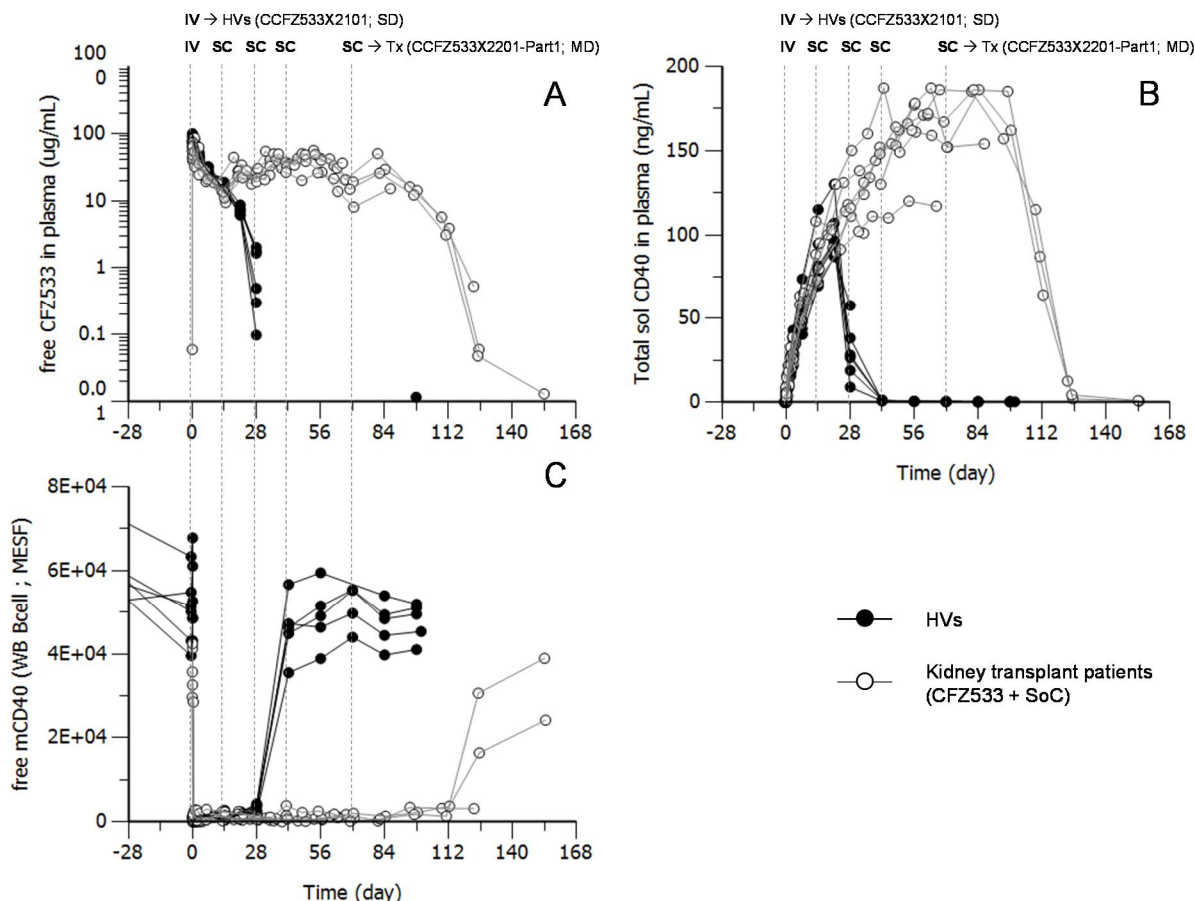 IV → HVs (CCFZ533X2101; SD)
IV SC SC SC SC → Tx (CCFZ533X2201-Part1; MD)
A
free CFZ533 in plasma (ug/mL)
100
0
100
10
1
0.1
0.0
1
-28 0 28 56 84 112 140 168
IV → HVs (CCFZ533X2101; SD)
IV SC SC SC SC → Tx (CCFZ533X2201-Part1; MD)
B
Total sol CD40 in plasma (ng/mL)
200
150
100
50
0
-28 0 28 56 84 112 140 168
Time (day)
C
free mCD40 (WB Bcell ; MESF)
8E+04
6E+04
4E+04
2E+04
0
-28 0 28 56 84 112 140 168
Time (day)
HVs
Kidney transplant patients
(CFZ533 + SoC)